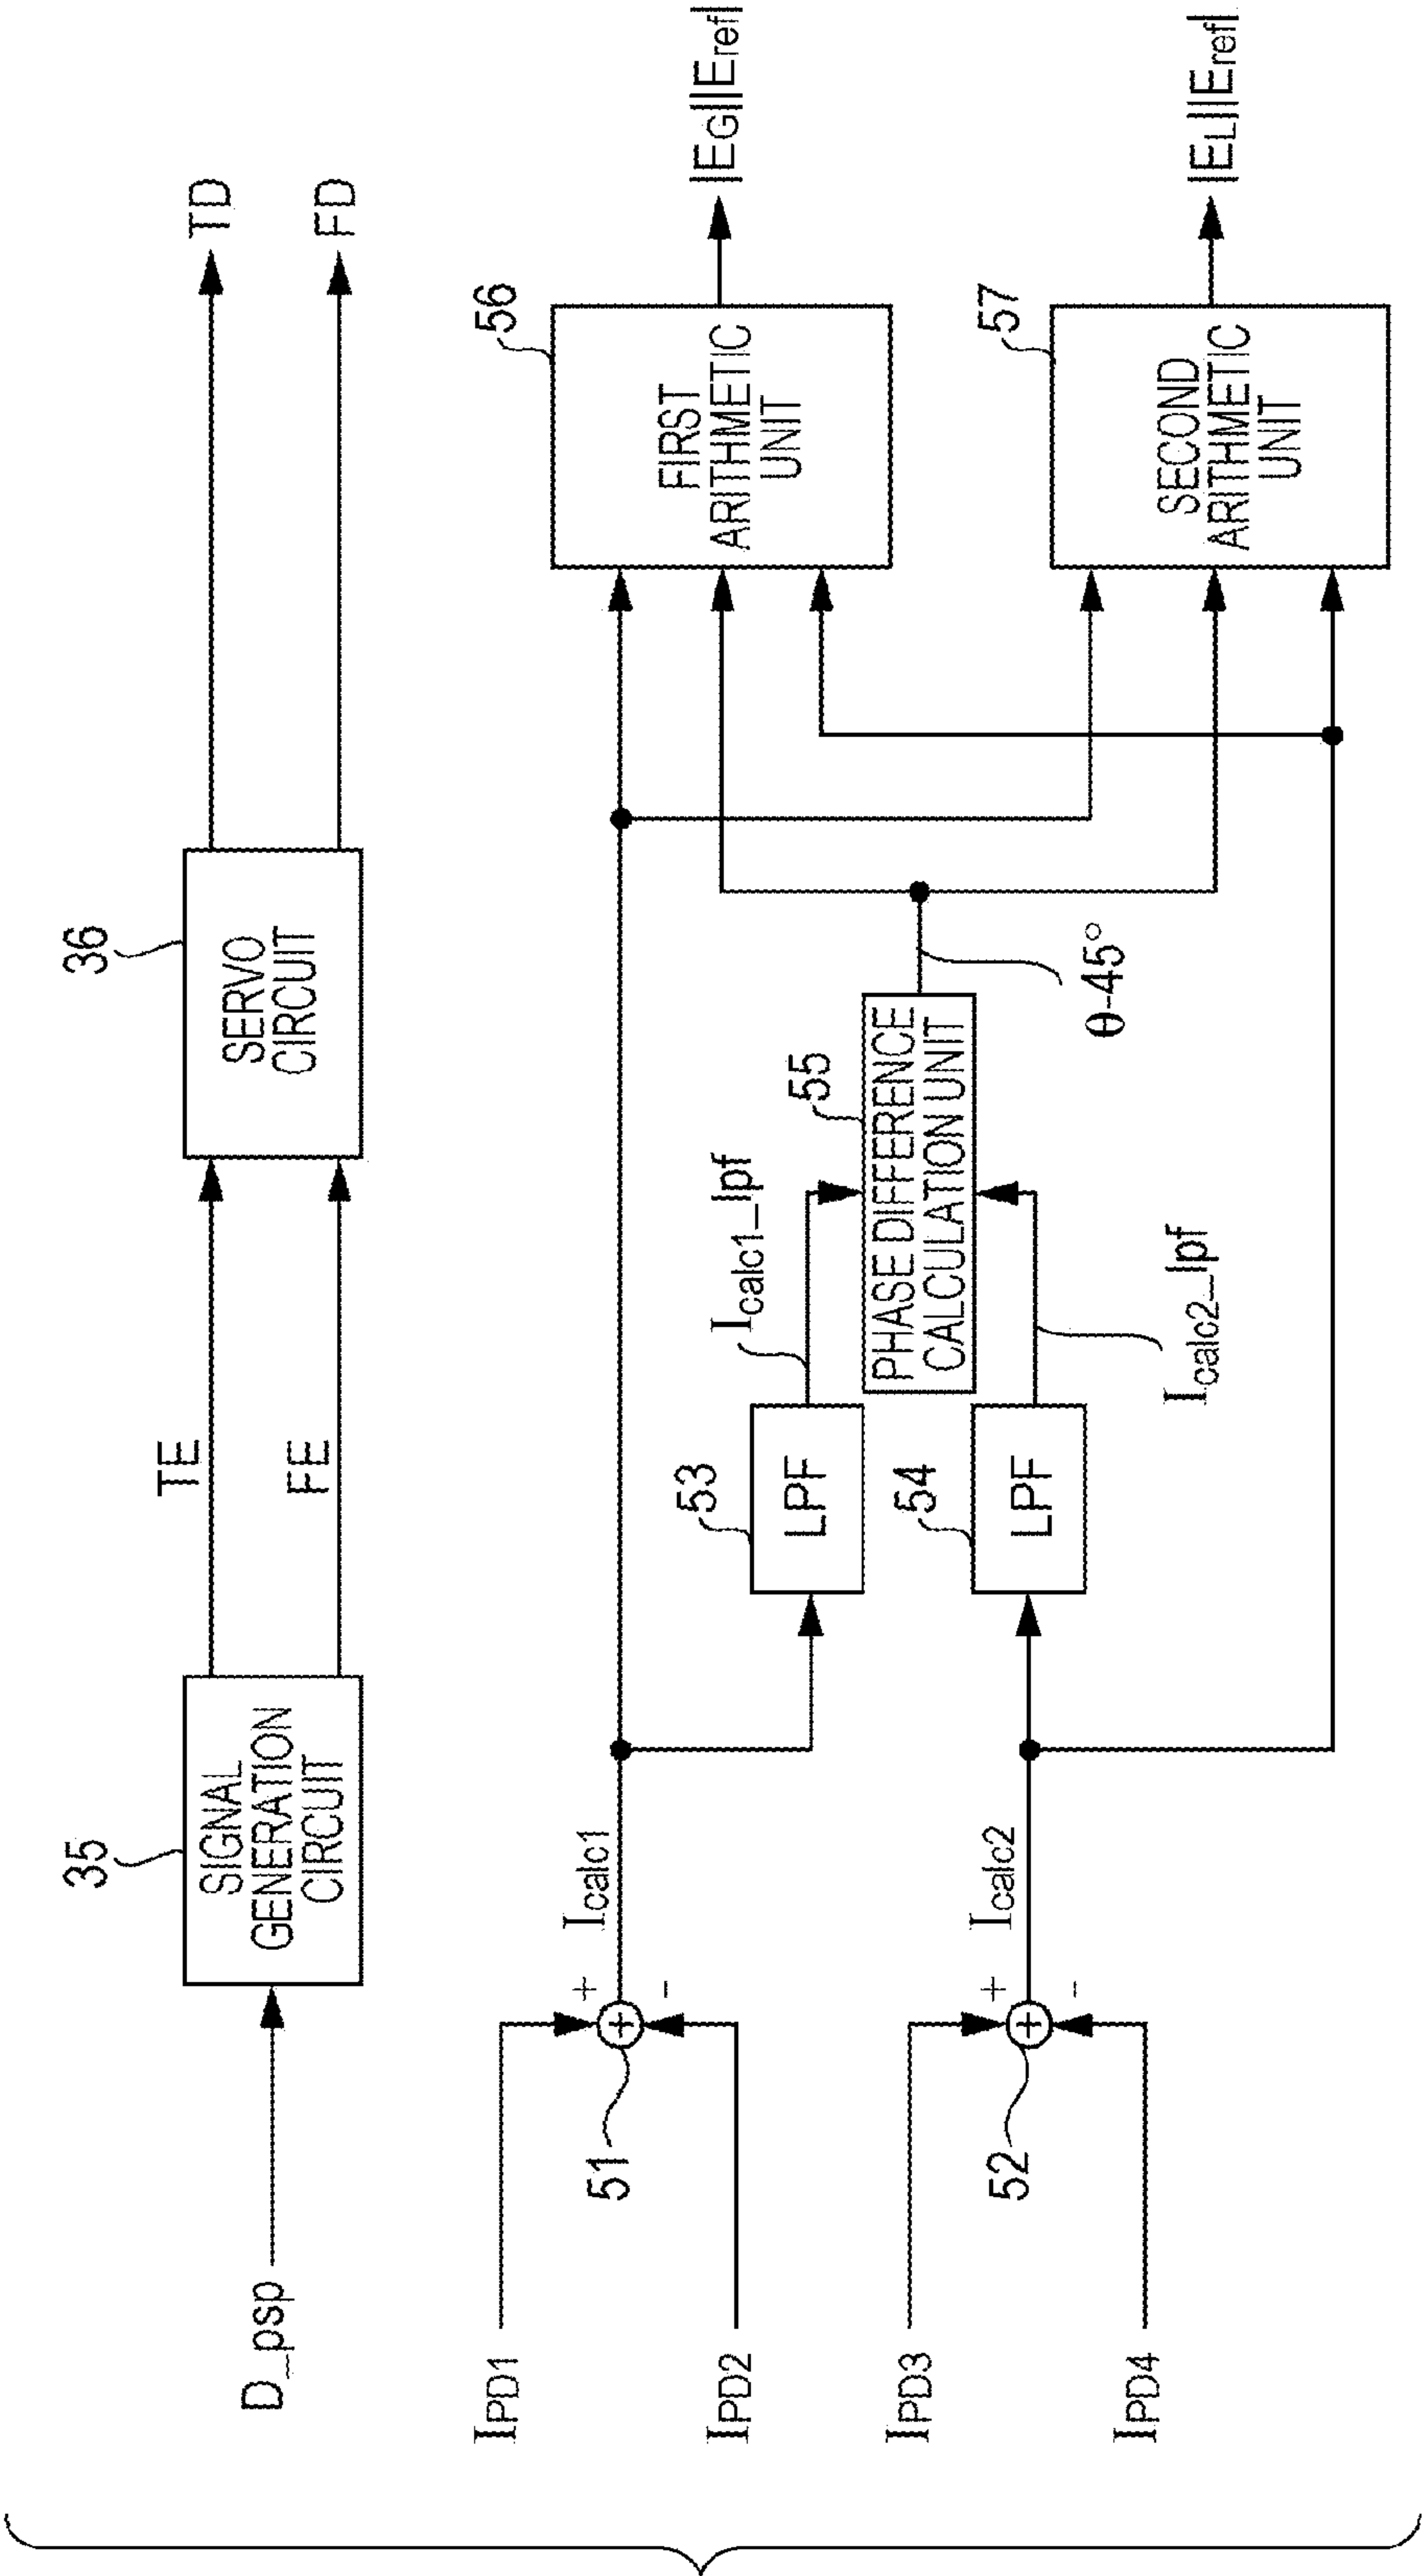 D_psp
35
SIGNAL
GENERATION
CIRCUIT
TE
FE
36
SERVO
CIRCUIT
TD
FD
IPD1
IPD2
51
+
-
+
Icalc1
IPD3
IPD4
52
+
-
+
Icalc2
53
LPF
54
LPF
Icalc1_lpf
Icalc2_lpf
55
PHASE DIFFERENCE
CALCULATION UNIT
θ-45°
56
FIRST
ARITHMETIC
UNIT
|EG||Eref|
57
SECOND
ARITHMETIC
UNIT
|EL||Eref|